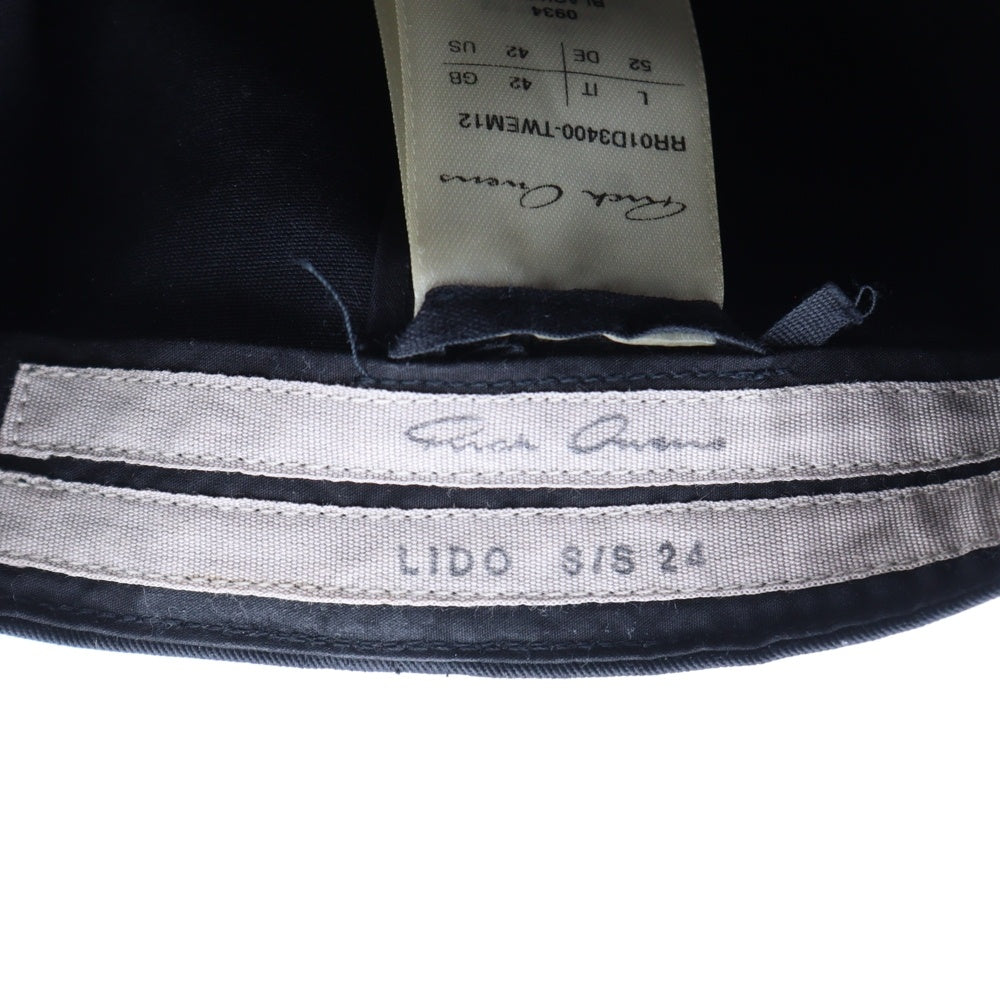 Rick Owens
RR01D3400-TWEM12
L IT 42 GB
52 DE 42 US
0934
Rick Owens
LIDO S/S 24